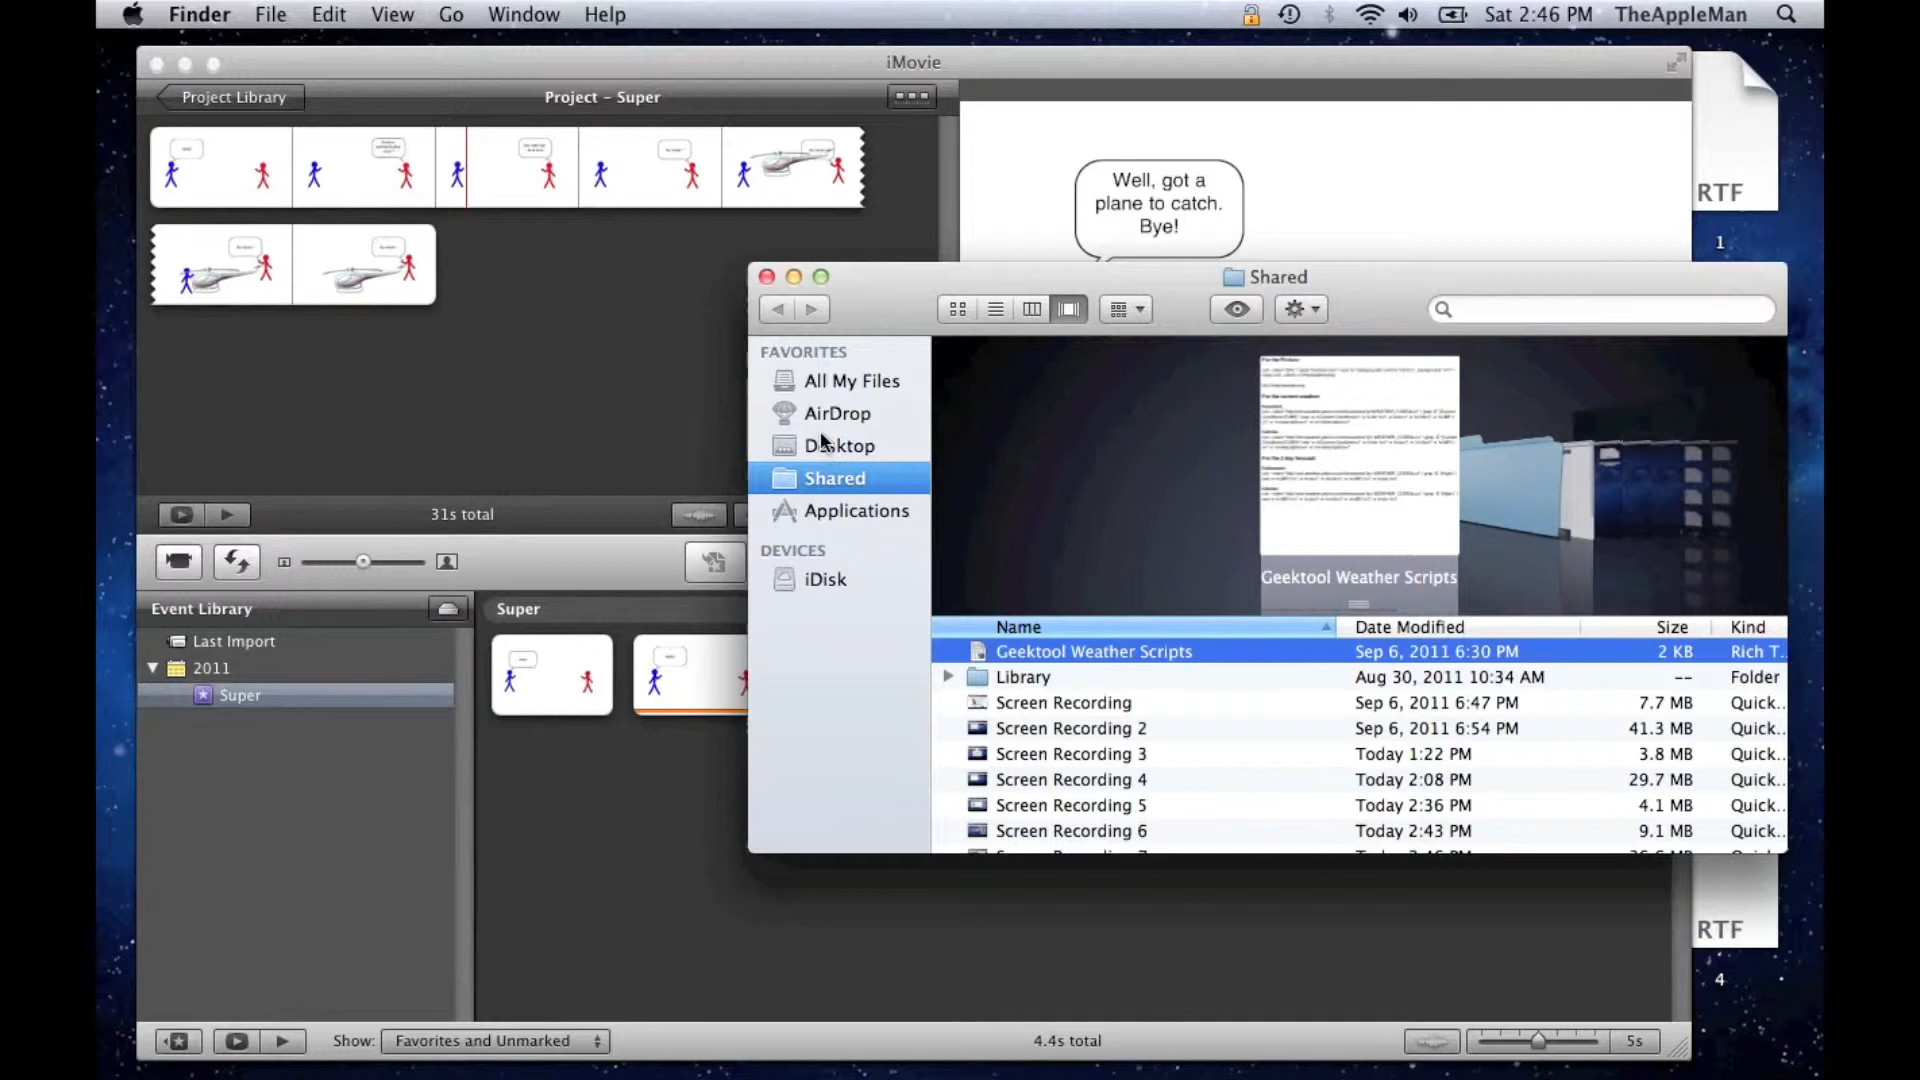 Finder File Edit View Go Window Help Sat 2:46 PM TheAppleMan
iMovie
Project Library Project - Super
RTF
1
Well, got a
plane to catch.
Bye!
Shared
FAVORITES
All My Files
AirDrop
Desktop
Shared
Applications
DEVICES
iDisk
Geektool Weather Scripts
31s total
Event Library Super
Last Import
2011
Super
Name Date Modified Size Kind
Geektool Weather Scripts Sep 6, 2011 6:30 PM 2 KB Rich T...
Library Aug 30, 2011 10:34 AM -- Folder
Screen Recording Sep 6, 2011 6:47 PM 7.7 MB Quick...
Screen Recording 2 Sep 6, 2011 6:54 PM 41.3 MB Quick...
Screen Recording 3 Today 1:22 PM 3.8 MB Quick...
Screen Recording 4 Today 2:08 PM 29.7 MB Quick...
Screen Recording 5 Today 2:36 PM 4.1 MB Quick...
Screen Recording 6 Today 2:43 PM 9.1 MB Quick...
RTF
4
Show: Favorites and Unmarked 4.4s total 5s